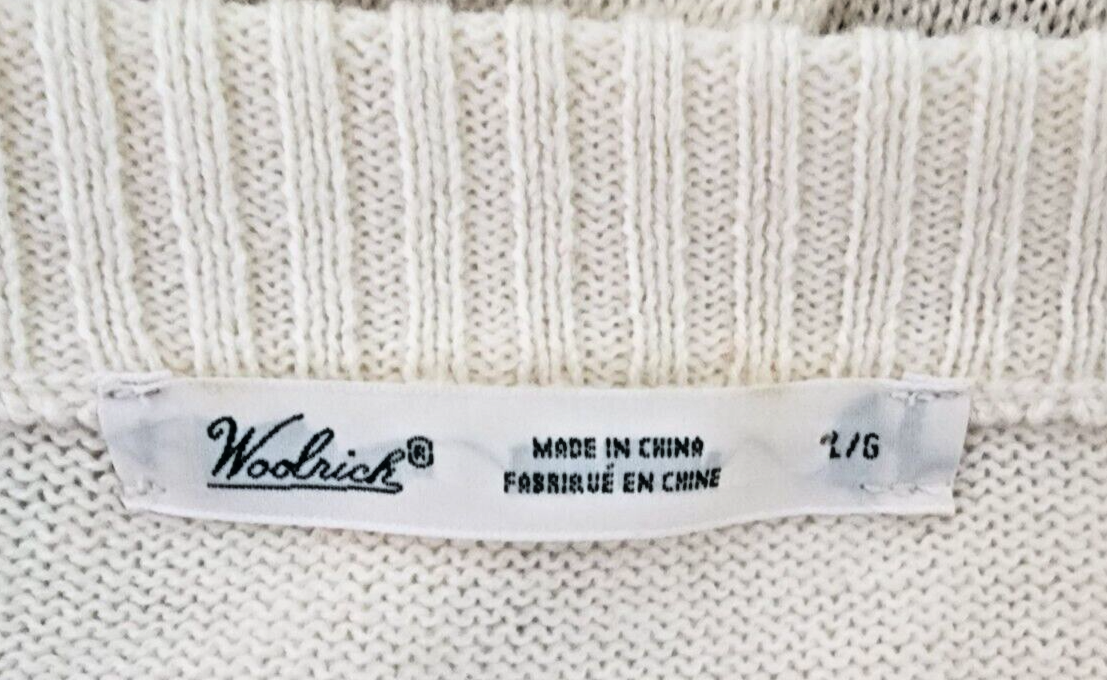 Woolrich®
MADE IN CHINA
FABRIQUÉ EN CHINE
L/G